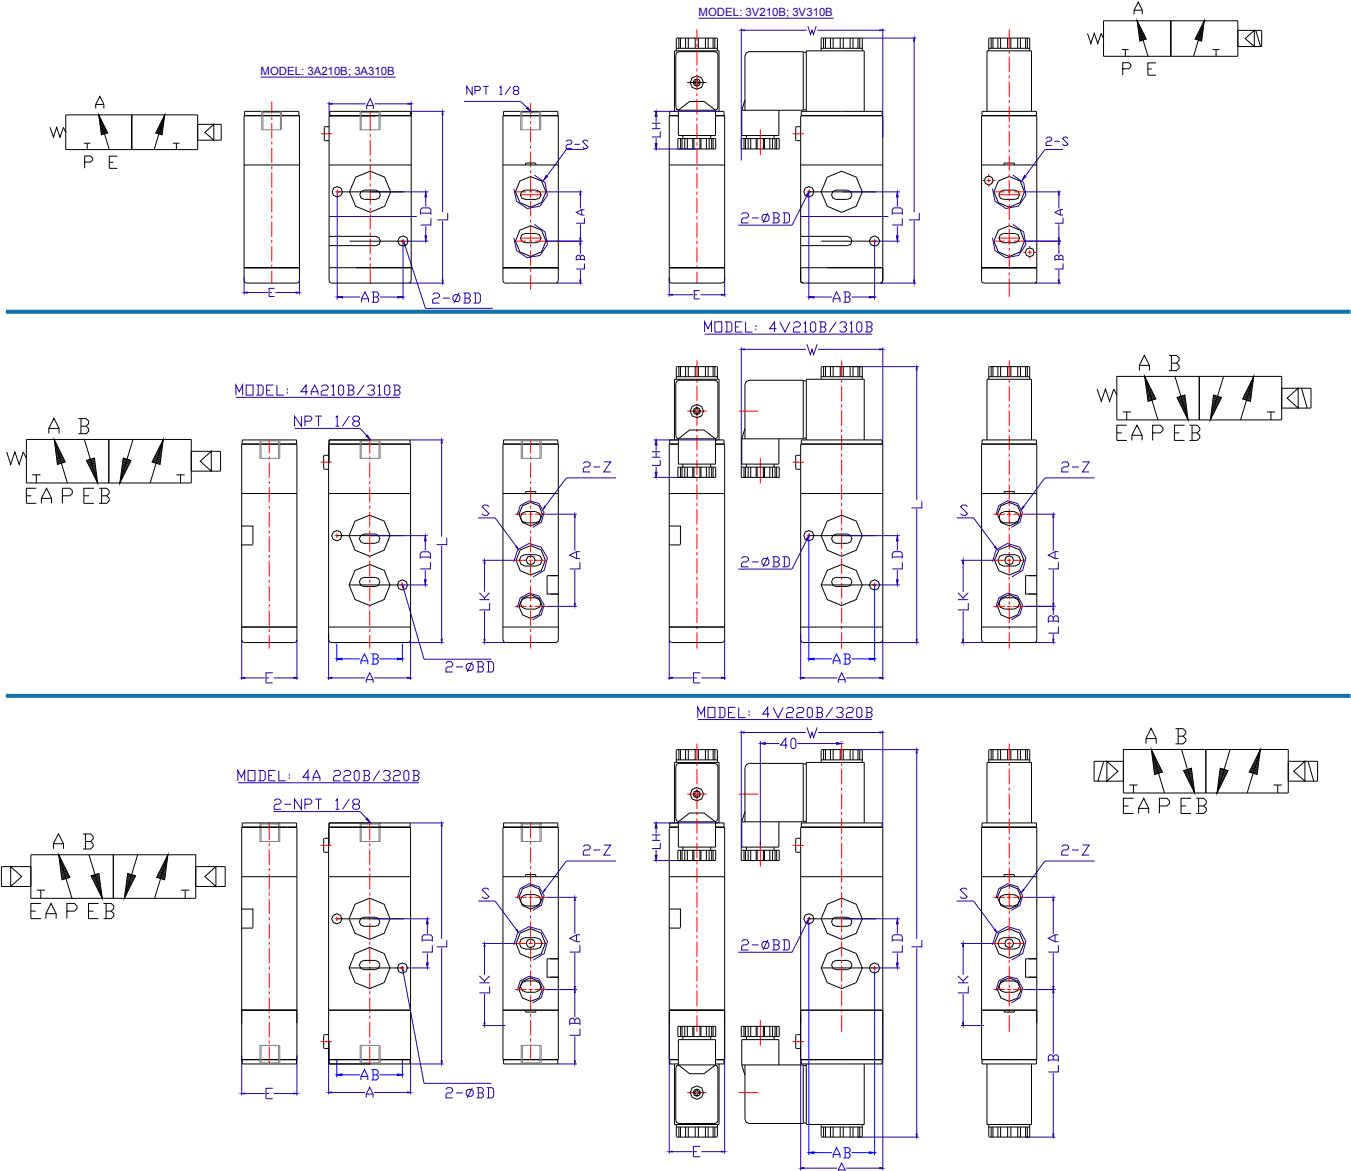 MODEL: 3V210B; 3V310B
A
W
P E
MODEL: 3A210B; 3A310B
A
P E
A
NPT 1/8
2-S
LD
L
LA
LB
E
AB
2-ØBD
LH
2-ØBD
LD
L
E
AB
2-S
LA
LB
MODEL: 4V210B/310B
W
A B
EA P EB
MODEL: 4A210B/310B
NPT 1/8
A B
EA P EB
2-Z
S
LD
L
LA
LK
AB
E
A
2-ØBD
LH
2-ØBD
LD
L
AB
E
A
2-Z
S
LA
LK
LB
MODEL: 4V220B/320B
W
40
A B
EA P EB
MODEL: 4A 220B/320B
2-NPT 1/8
A B
EA P EB
2-Z
S
LD
L
LA
LK
LB
AB
E
A
2-ØBD
LH
2-ØBD
LD
L
E
AB
A
2-Z
S
LA
LK
LB